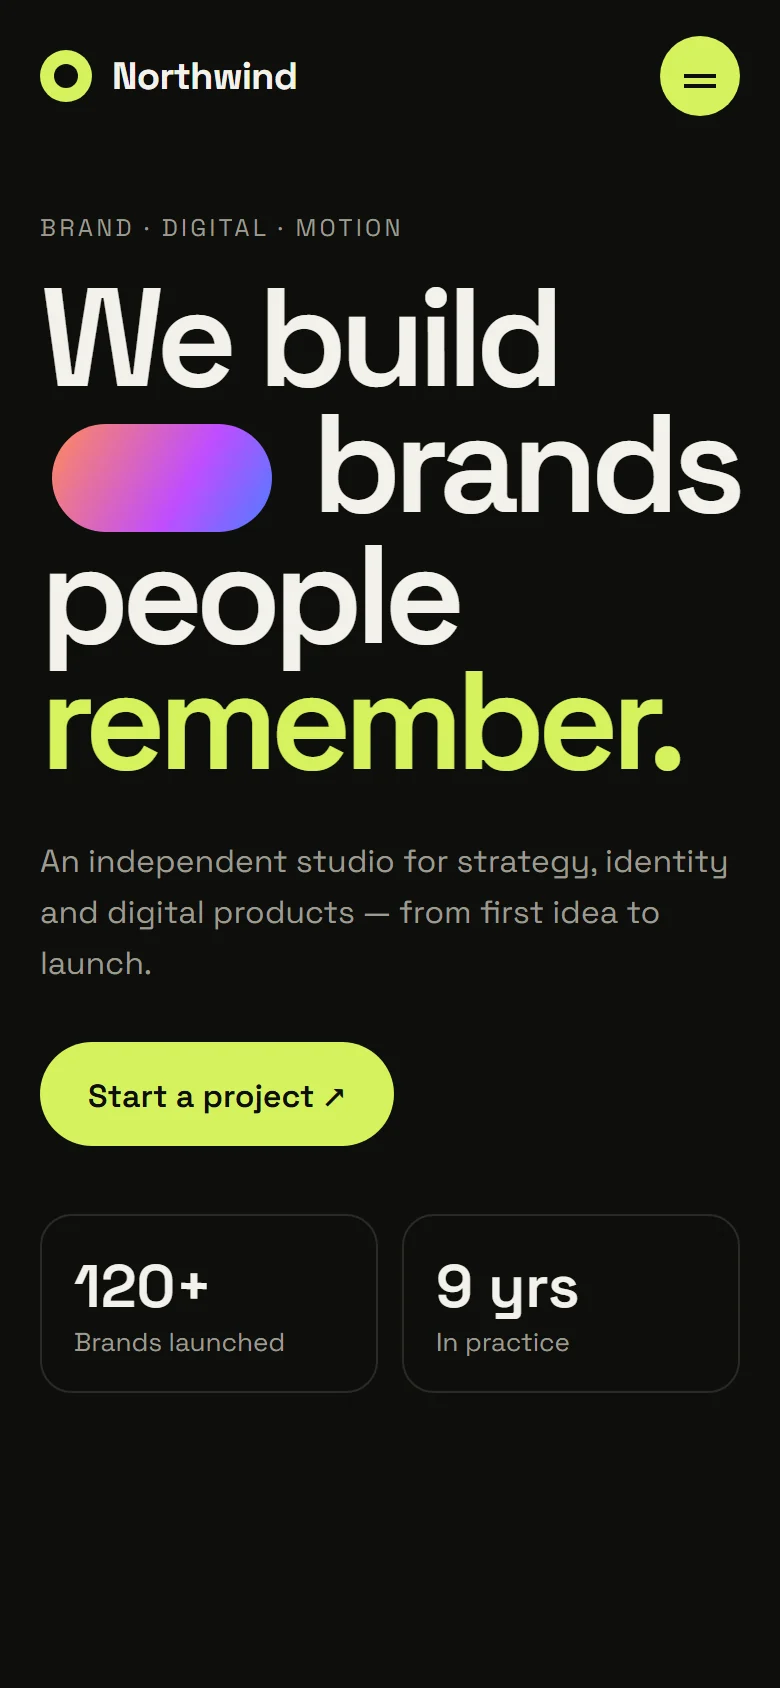 Northwind
BRAND · DIGITAL · MOTION
We build
brands
people
remember.
An independent studio for strategy, identity
and digital products — from first idea to
launch.
Start a project ↗
120+
Brands launched
9 yrs
In practice